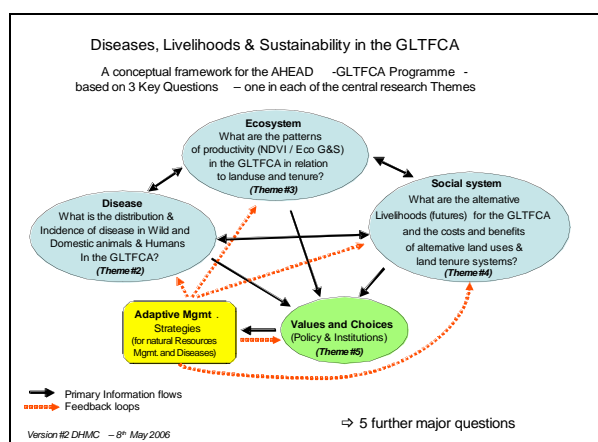 Diseases, Livelihoods & Sustainability in the GLTFCA
A conceptual framework for the AHEAD -GLTFCA Programme -
based on 3 Key Questions – one in each of the central research Themes
Ecosystem
What are the patterns
of productivity (NDVI / Eco G&S)
in the GLTFCA in relation
to landuse and tenure?
(Theme #3)
Disease
What is the distribution &
Incidence of disease in Wild and
Domestic animals & Humans
In the GLTFCA?
(Theme #2)
Social system
What are the alternative
Livelihoods (futures) for the GLTFCA
and the costs and benefits
of alternative land uses &
land tenure systems?
(Theme #4)
Adaptive Mgmt .
Strategies
(for natural Resources
Mgmt. and Diseases)
Values and Choices
(Policy & Institutions)
(Theme #5)
Primary Information flows
Feedback loops
⇨ 5 further major questions
Version #2 DHMC – 8th May 2006